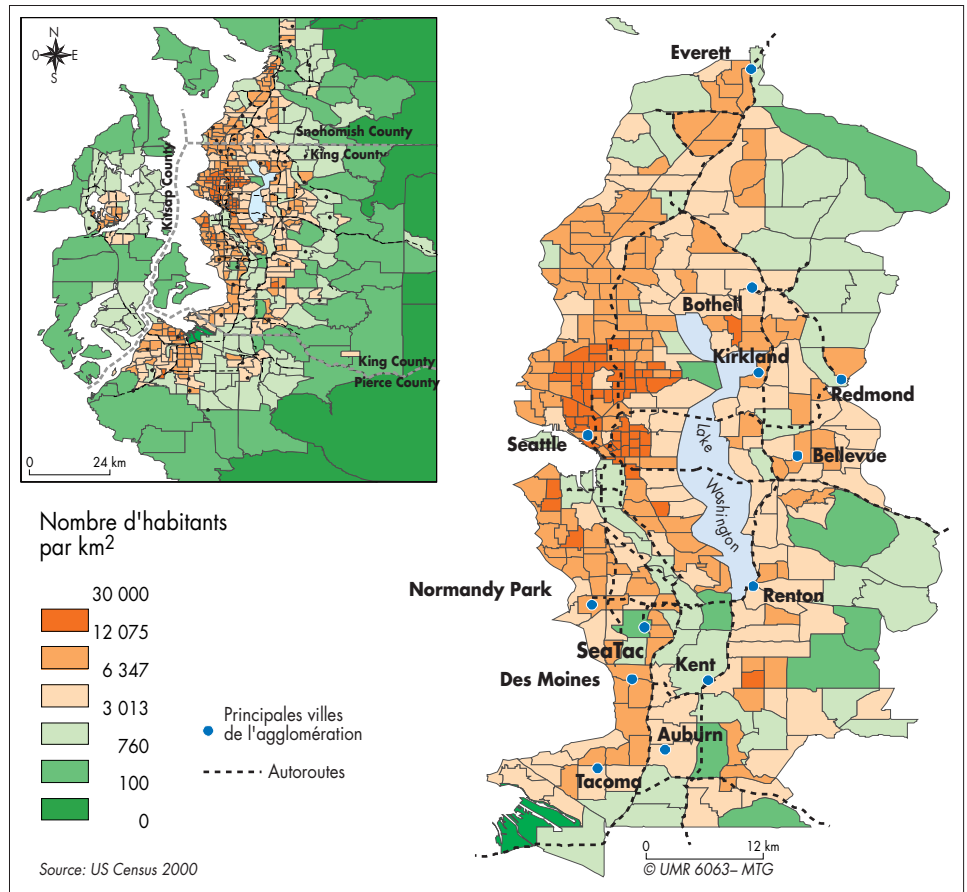 N
O E
S
Snohomish County
King County
Kitsap County
King County
Pierce County
0 24 km
Everett
Bothell
Kirkland
Redmond
Lake
Washington
Seattle
Bellevue
Normandy Park
Renton
SeaTac
Des Moines
Kent
Auburn
Tacoma
Nombre d'habitants
par km2
30 000
12 075
6 347
3 013
760
100
0
Principales villes
de l'agglomération
Autoroutes
0 12 km
Source: US Census 2000
© UMR 6063– MTG